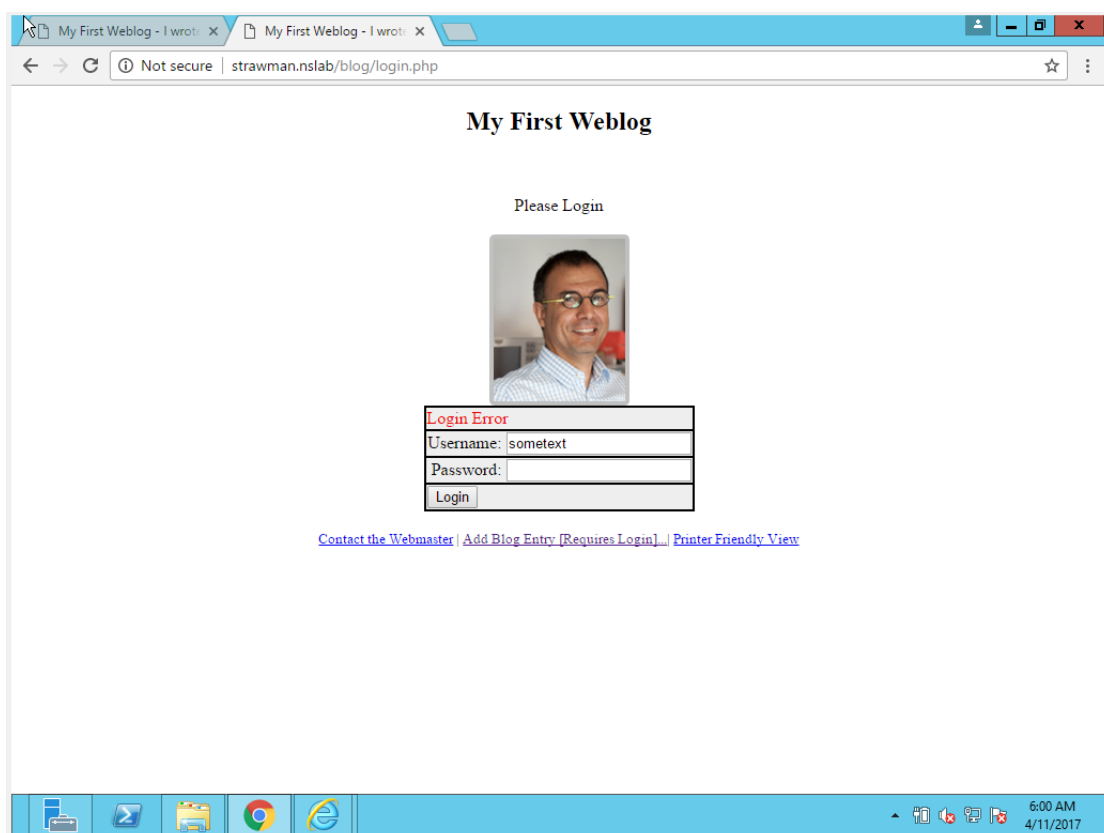 My First Weblog - I wrote
My First Weblog - I wrote
Not secure | strawman.nslab/blog/login.php
My First Weblog
Please Login
Login Error
Username: sometext
Password:
Login
Contact the Webmaster | Add Blog Entry [Requires Login]...| Printer Friendly View
6:00 AM
4/11/2017